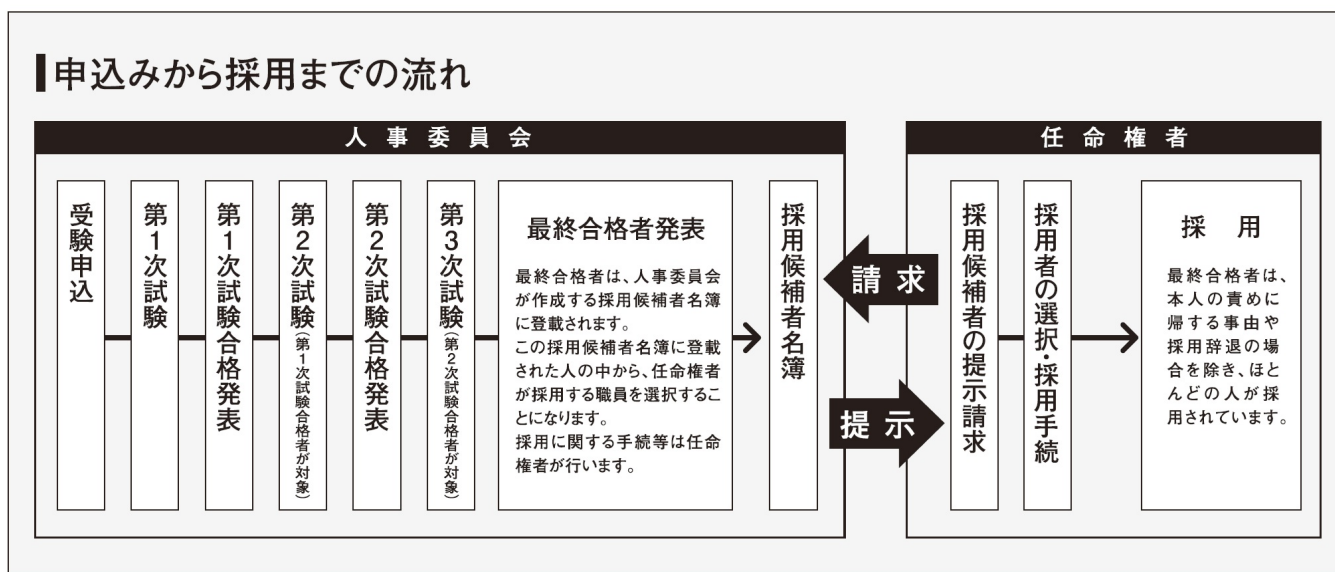 申込みから採用までの流れ
人事委員会
受験申込
第1次試験
第1次試験合格発表
第2次試験(第1次試験合格者が対象)
第2次試験合格発表
第3次試験(第2次試験合格者が対象)
最終合格者発表
最終合格者は、人事委員会
が作成する採用候補者名簿
に登載されます。
この採用候補者名簿に登載
された人の中から、任命権者
が採用する職員を選択するこ
とになります。
採用に関する手続等は任命
権者が行います。
採用候補者名簿
請求
提示
任命権者
採用候補者の提示請求
採用者の選択・採用手続
採用
最終合格者は、
本人の責めに
帰する事由や
採用辞退の場
合を除き、ほと
んどの人が採
用されています。